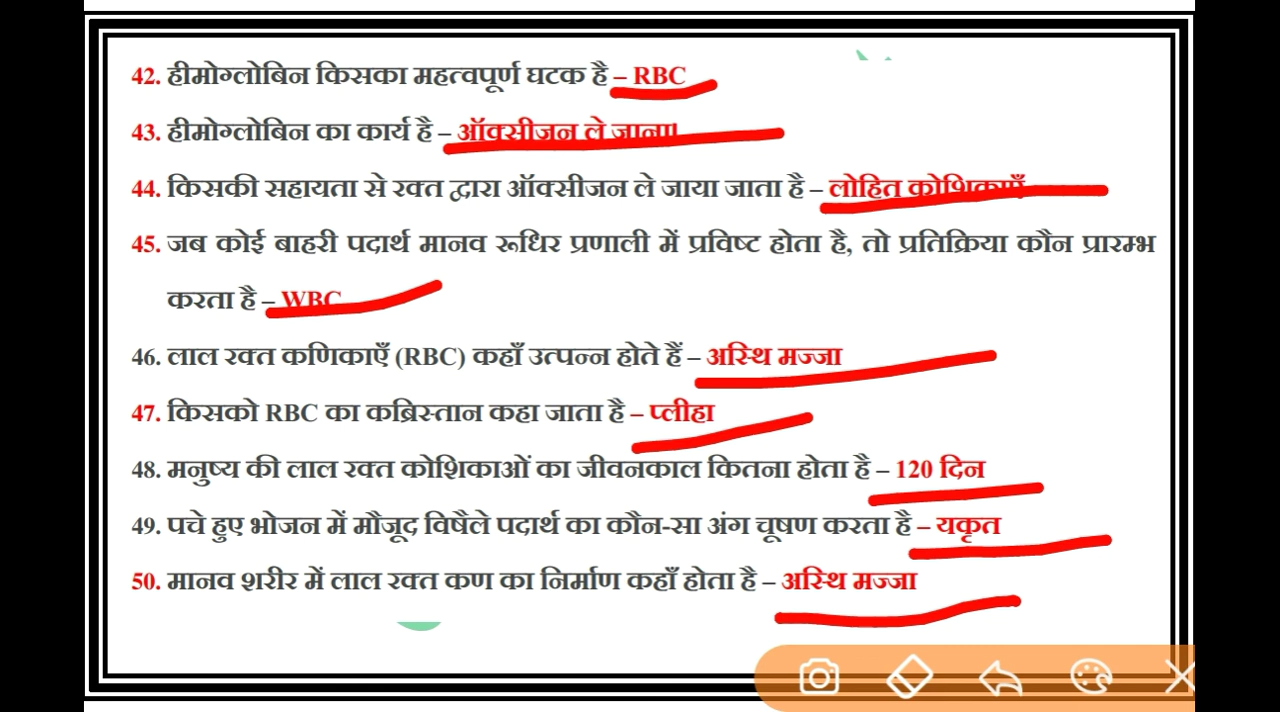 42. हीमोग्लोबिन किसका महत्वपूर्ण घटक है – RBC
43. हीमोग्लोबिन का कार्य है – ऑक्सीजन ले जाना।
44. किसकी सहायता से रक्त द्वारा ऑक्सीजन ले जाया जाता है – लोहित कोशिकाएँ
45. जब कोई बाहरी पदार्थ मानव रूधिर प्रणाली में प्रविष्ट होता है, तो प्रतिक्रिया कौन प्रारम्भ
करता है – WBC
46. लाल रक्त कणिकाएँ (RBC) कहाँ उत्पन्न होते हैं – अस्थि मज्जा
47. किसको RBC का कब्रिस्तान कहा जाता है – प्लीहा
48. मनुष्य की लाल रक्त कोशिकाओं का जीवनकाल कितना होता है – 120 दिन
49. पचे हुए भोजन में मौजूद विषैले पदार्थ का कौन-सा अंग चूषण करता है – यकृत
50. मानव शरीर में लाल रक्त कण का निर्माण कहाँ होता है – अस्थि मज्जा